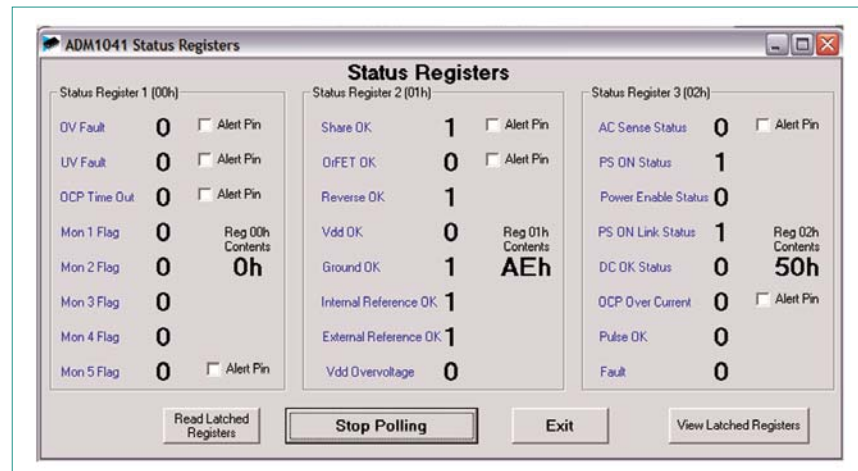 ADM1041 Status Registers
Status Registers
Status Register 1 (00h)
OV Fault 0 Alert Pin
UV Fault 0 Alert Pin
OCP Time Out 0 Alert Pin
Mon 1 Flag 0
Reg 00h
Contents
Mon 2 Flag 0 0h
Mon 3 Flag 0
Mon 4 Flag 0
Mon 5 Flag 0 Alert Pin
Status Register 2 (01h)
Share OK 1 Alert Pin
OrFET OK 0 Alert Pin
Reverse OK 1
Vdd OK 0
Reg 01h
Contents
Ground OK 1 AEh
Internal Reference OK 1
External Reference OK 1
Vdd Overvoltage 0
Status Register 3 (02h)
AC Sense Status 0 Alert Pin
PS ON Status 1
Power Enable Status 0
PS ON Link Status 1
Reg 02h
Contents
DC OK Status 0 50h
OCP Over Current 0 Alert Pin
Pulse OK 0
Fault 0
Read Latched
Registers
Stop Polling
Exit
View Latched Registers